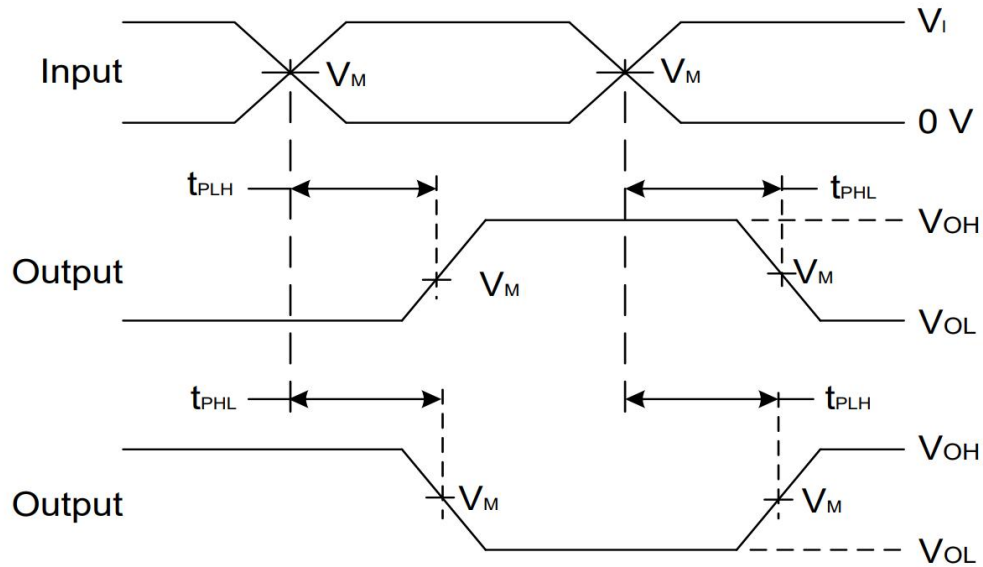 VI
Input VM VM
0 V
tPLH tPHL
VOH
Output VM VM
VOL
tPHL tPLH
VOH
Output VM VM
VOL